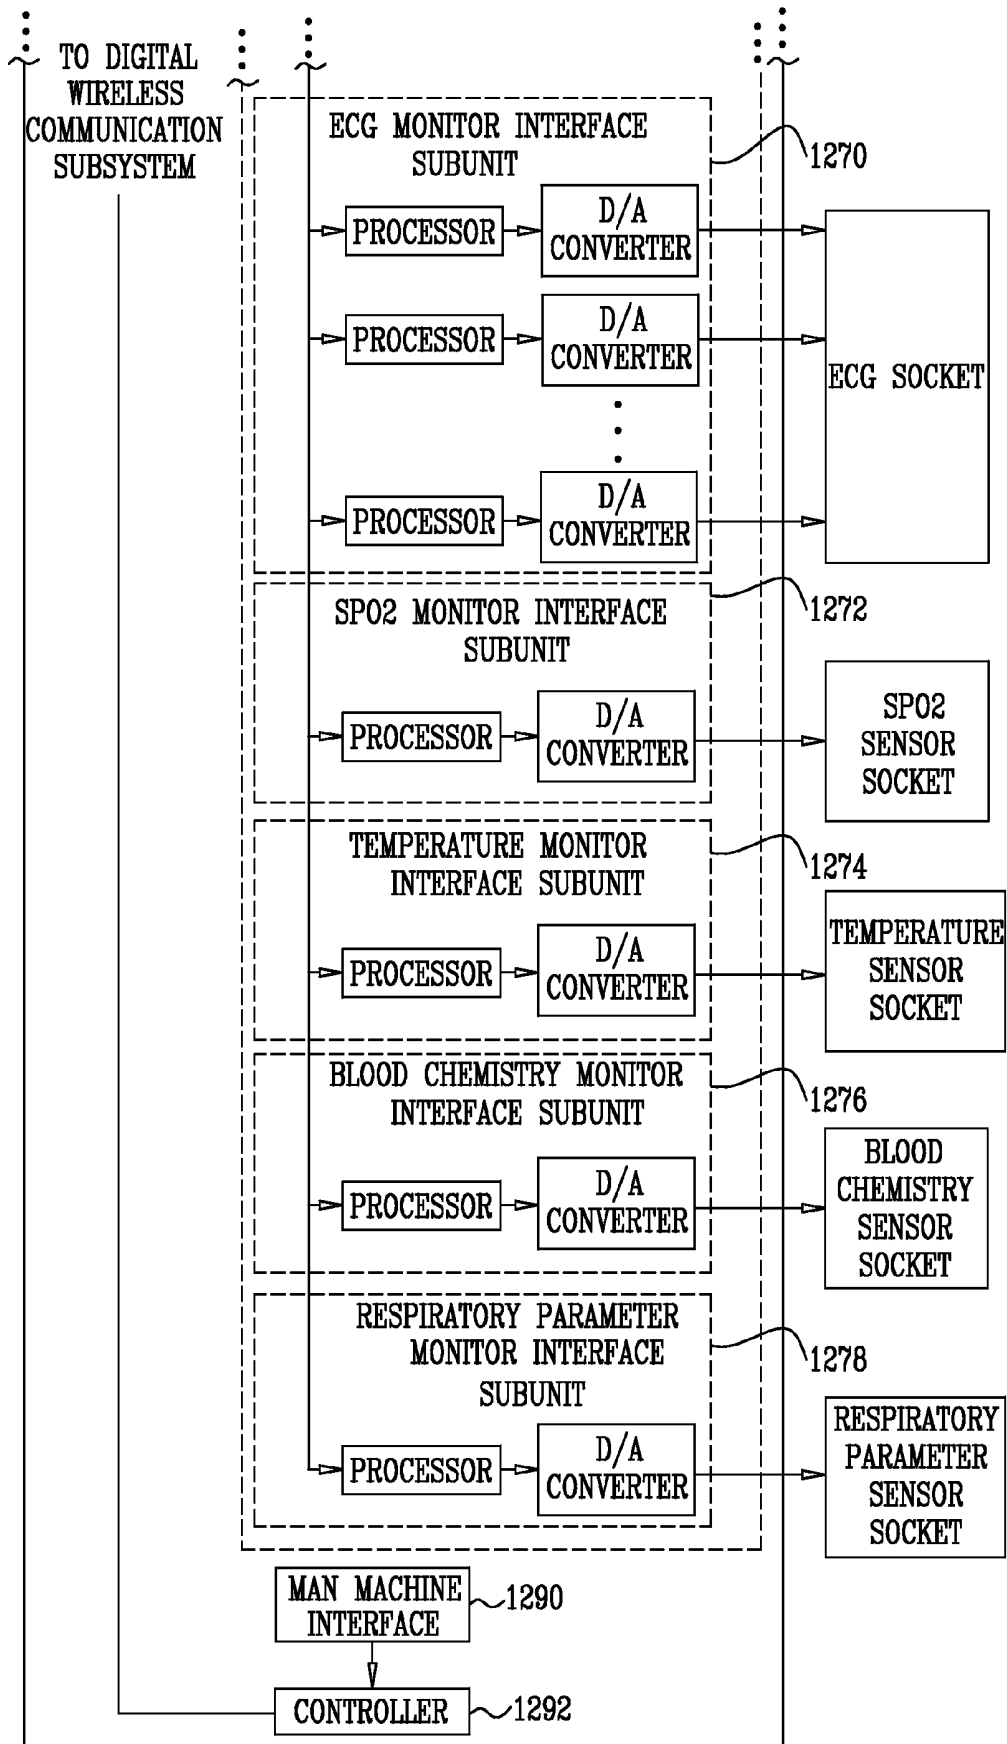 TO DIGITAL
WIRELESS
COMMUNICATION
SUBSYSTEM
ECG MONITOR INTERFACE
SUBUNIT
1270
PROCESSOR
D/A
CONVERTER
PROCESSOR
D/A
CONVERTER
ECG SOCKET
PROCESSOR
D/A
CONVERTER
SPO2 MONITOR INTERFACE
SUBUNIT
1272
PROCESSOR
D/A
CONVERTER
SPO2
SENSOR
SOCKET
TEMPERATURE MONITOR
INTERFACE SUBUNIT
1274
PROCESSOR
D/A
CONVERTER
TEMPERATURE
SENSOR
SOCKET
BLOOD CHEMISTRY MONITOR
INTERFACE SUBUNIT
1276
PROCESSOR
D/A
CONVERTER
BLOOD
CHEMISTRY
SENSOR
SOCKET
RESPIRATORY PARAMETER
MONITOR INTERFACE
SUBUNIT
1278
PROCESSOR
D/A
CONVERTER
RESPIRATORY
PARAMETER
SENSOR
SOCKET
MAN MACHINE
INTERFACE
1290
CONTROLLER
1292